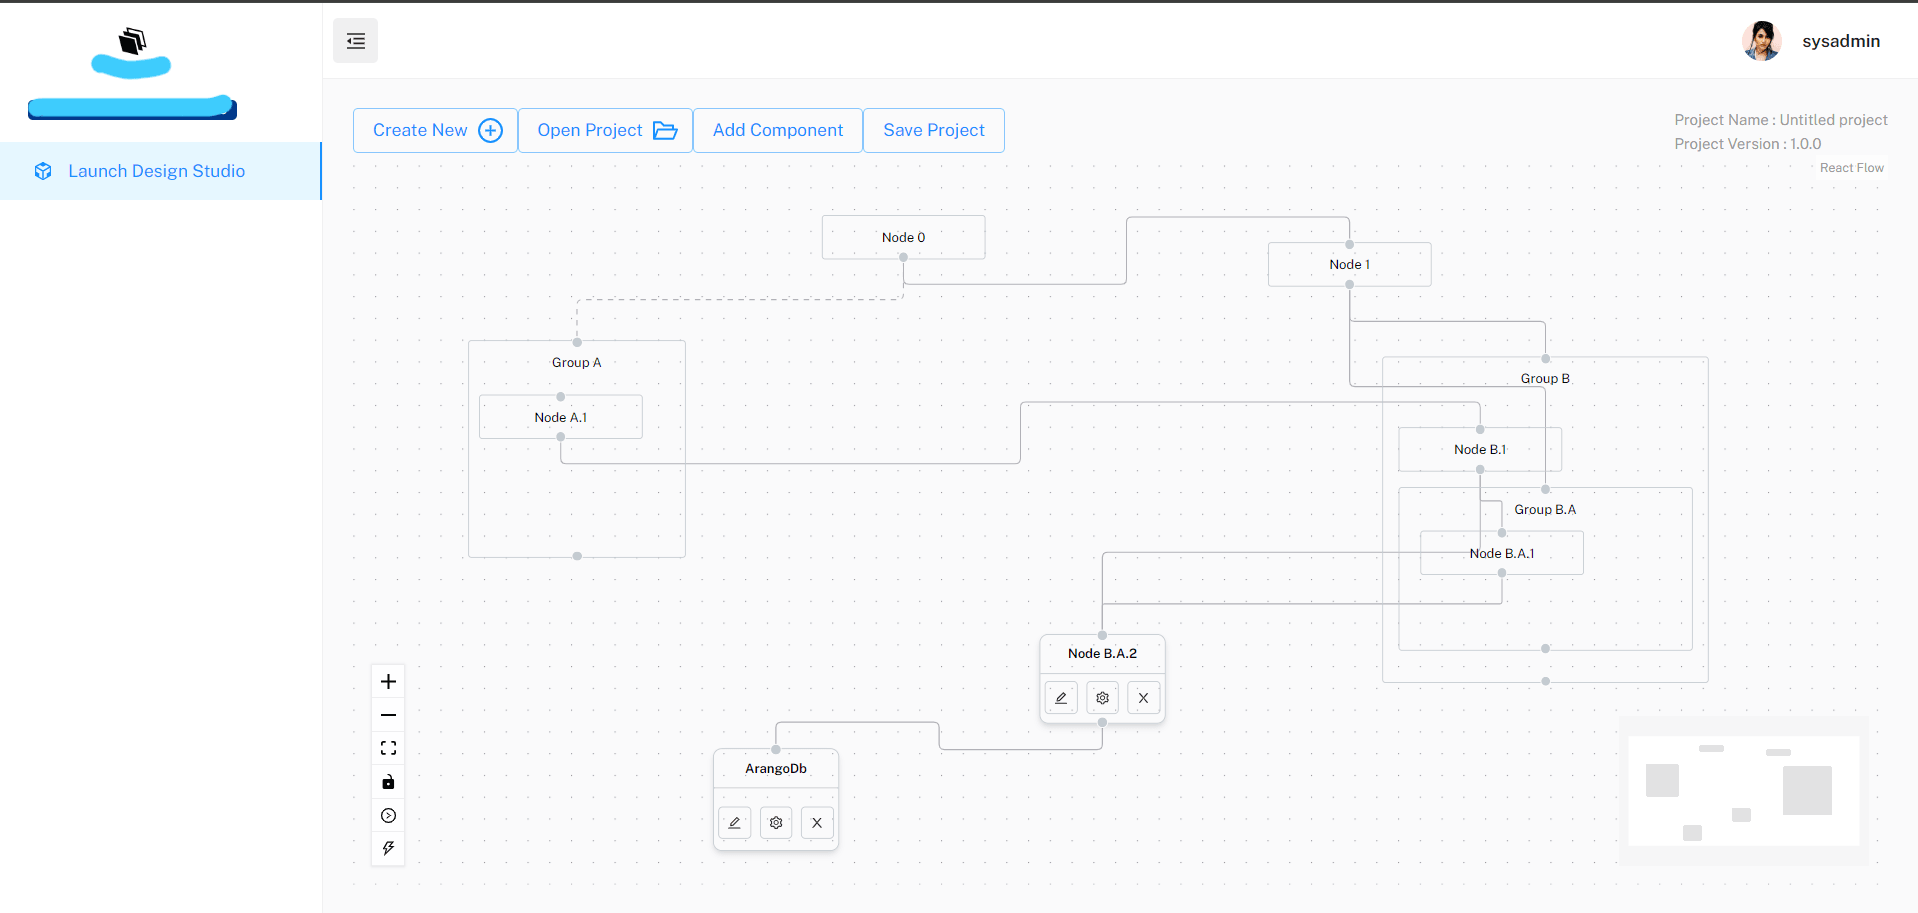 sysadmin
Create New
Open Project
Add Component
Save Project
Project Name : Untitled project
Project Version : 1.0.0
React Flow
Launch Design Studio
Node 0
Node 1
Group A
Group B
Node A.1
Node B.1
Group B.A
Node B.A.1
Node B.A.2
ArangoDb